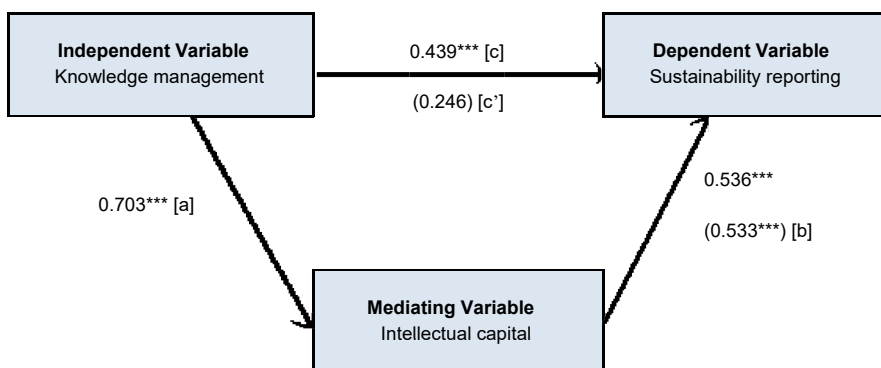 Independent Variable
Knowledge management
0.439*** [c]
(0.246) [c’]
Dependent Variable
Sustainability reporting
0.703*** [a]
0.536***
(0.533***) [b]
Mediating Variable
Intellectual capital